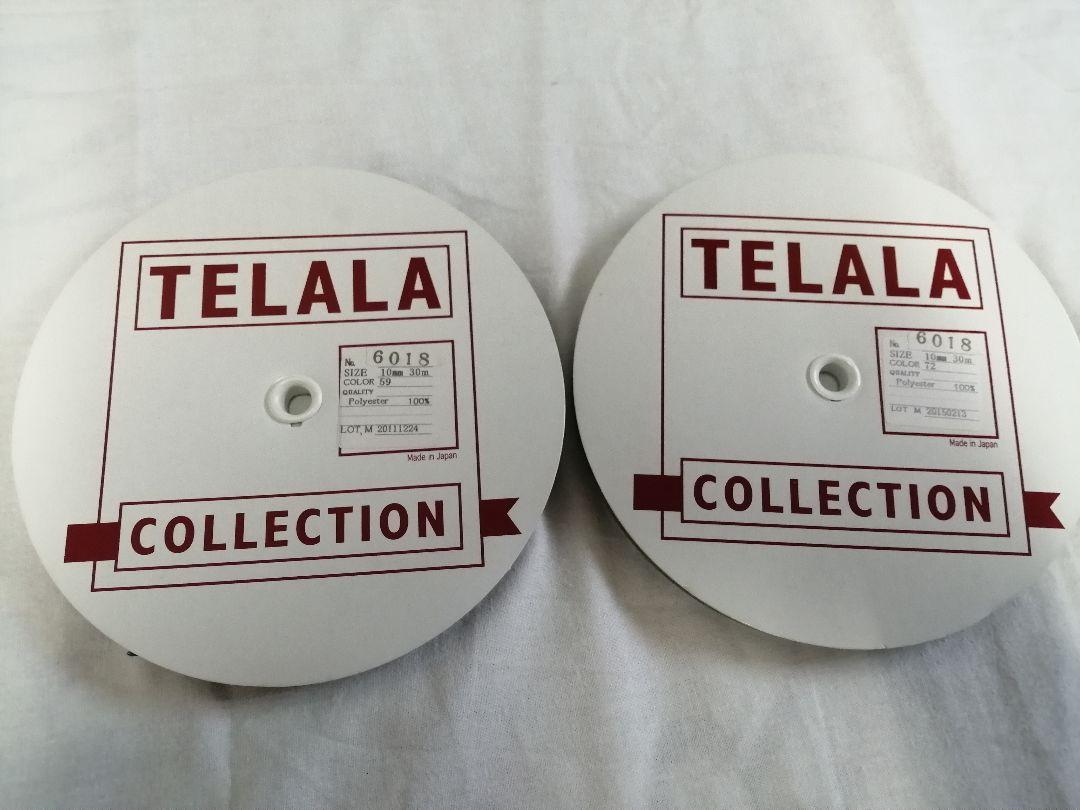 TELALA
No. 6018
SIZE 10mm 30m
COLOR 59
QUALITY
Polyester 100%
LOT. M 20111224
Made in Japan
COLLECTION
TELALA
No. 6018
SIZE 10mm 30m
COLOR 72
QUALITY
Polyester 100%
LOT M 20150213
Made in Japan
COLLECTION